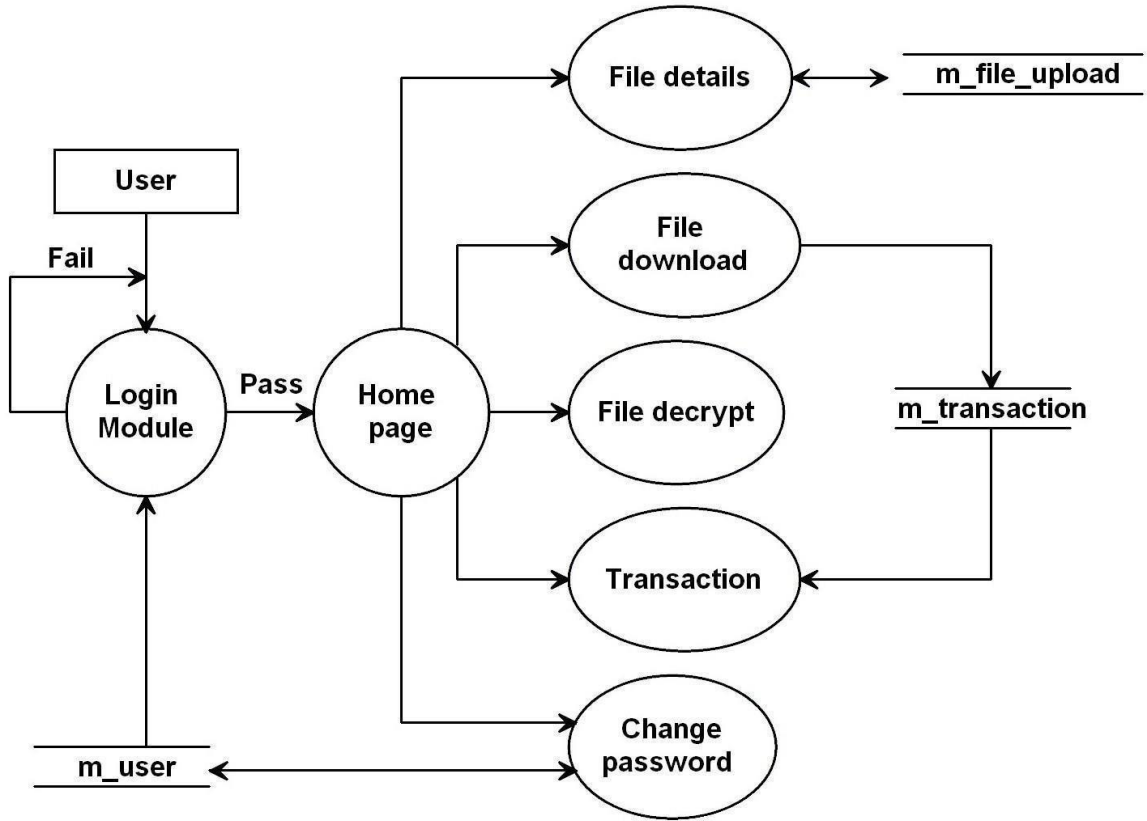 File details
m_file_upload
User
File
download
Fail
Pass
Login
Module
Home
page
File decrypt
m_transaction
Transaction
Change
password
m_user